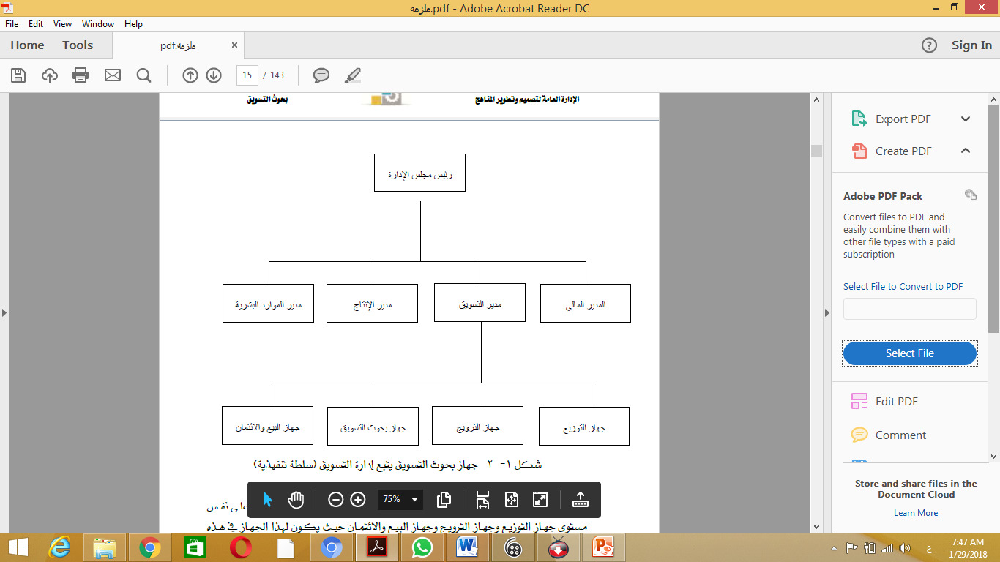 ملزمه.pdf - Adobe Acrobat Reader DC
File Edit View Window Help
Home Tools ملزمه.pdf × Sign In
15 / 143
الإدارة العامة لتصميم وتطوير المناهج بحوث التسويق
رئيس مجلس الإدارة
المدير المالي مدير التسويق مدير الإنتاج مدير الموارد البشرية
جهاز التوزيع جهاز الترويج جهاز بحوث التسويق جهاز البيع والائتمان
شكل ١- ٢ جهاز بحوث التسويق يتبع إدارة التسويق (سلطة تنفيذية)
على نفس
مستوى جهاز التوزيع وجهاز الترويج وجهاز البيع والائتمان حيث يكون لهذا الجهاز في هذه
75%
Export PDF
Create PDF
Adobe PDF Pack
Convert files to PDF and
easily combine them with
other file types with a paid
subscription
Select File to Convert to PDF
Select File
Edit PDF
Comment
Store and share files in the
Document Cloud
Learn More
ع 7:47 AM
1/29/2018